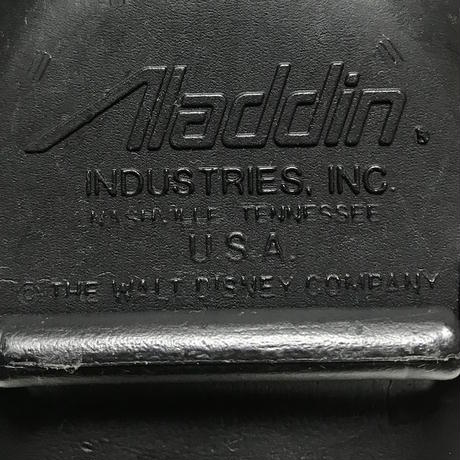 Aladdin
INDUSTRIES, INC.
NASHVILLE, TENNESSEE
U.S.A.
© THE WALT DISNEY COMPANY